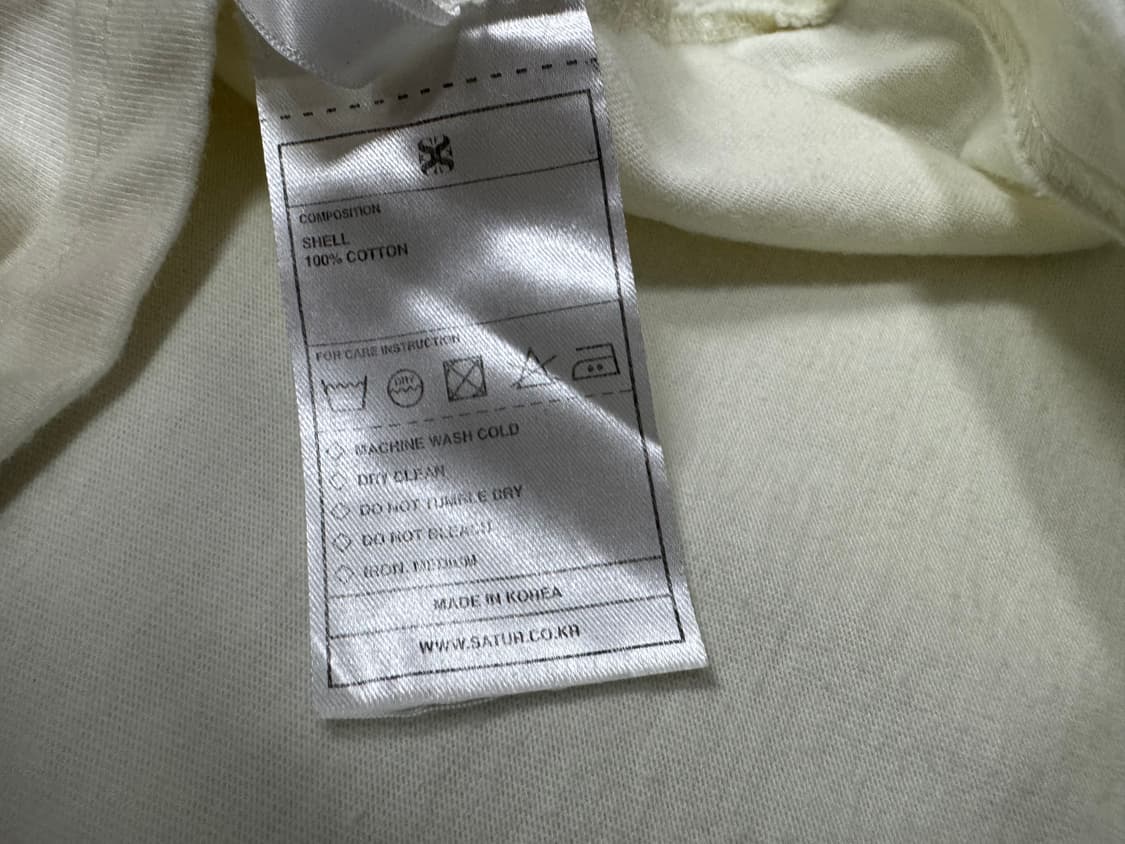 COMPOSITION
SHELL
100% COTTON
FOR CARE INSTRUCTION
DRY
MACHINE WASH COLD
DRY CLEAN
DO NOT TUMBLE DRY
DO NOT BLEACH
IRON, MEDIUM
MADE IN KOREA
WWW.SATUR.CO.KR